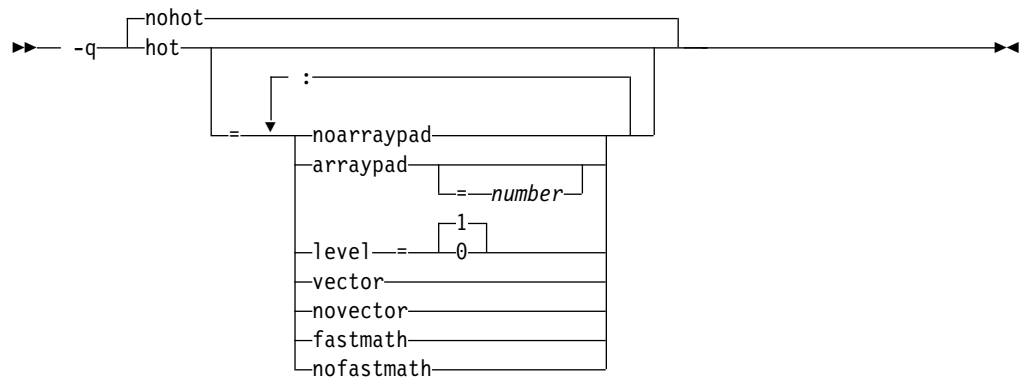 nohot
-q hot
:
= noarraypad
arraypad
= number
1
level = 0
vector
novector
fastmath
nofastmath